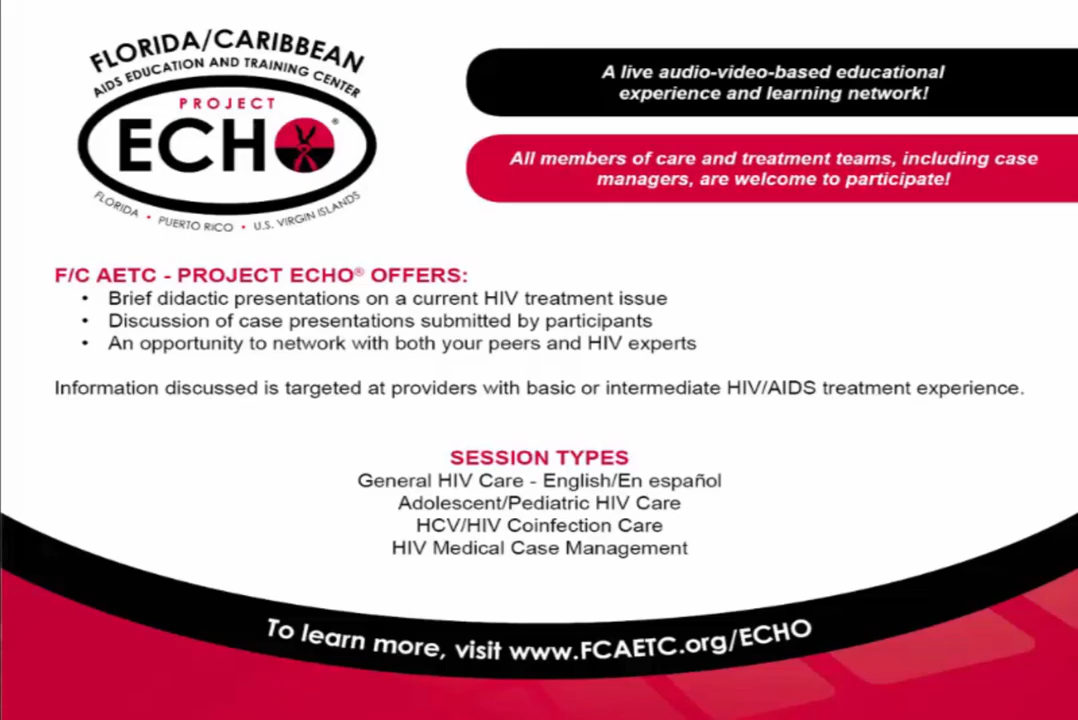 FLORIDA/CARIBBEAN
AIDS EDUCATION AND TRAINING CENTER
PROJECT
ECHO®
FLORIDA • PUERTO RICO • U.S. VIRGIN ISLANDS
A live audio-video-based educational
experience and learning network!
All members of care and treatment teams, including case
managers, are welcome to participate!
F/C AETC - PROJECT ECHO® OFFERS:
• Brief didactic presentations on a current HIV treatment issue
• Discussion of case presentations submitted by participants
• An opportunity to network with both your peers and HIV experts
Information discussed is targeted at providers with basic or intermediate HIV/AIDS treatment experience.
SESSION TYPES
General HIV Care - English/En español
Adolescent/Pediatric HIV Care
HCV/HIV Coinfection Care
HIV Medical Case Management
To learn more, visit www.FCAETC.org/ECHO